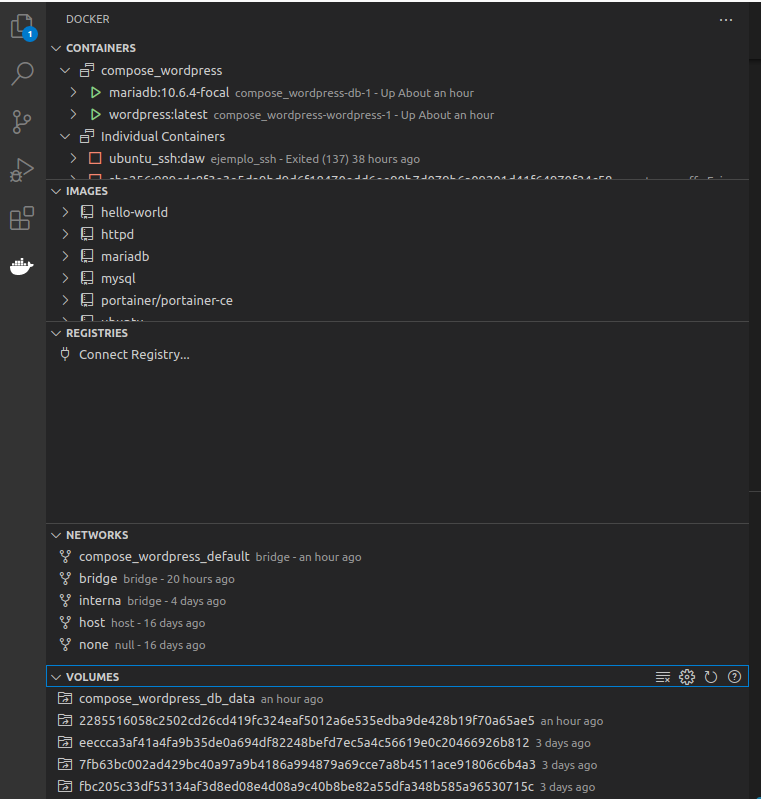 DOCKER
1
CONTAINERS
compose_wordpress
mariadb:10.6.4-focal compose_wordpress-db-1 - Up About an hour
wordpress:latest compose_wordpress-wordpress-1 - Up About an hour
Individual Containers
ubuntu_ssh:daw ejemplo_ssh - Exited (137) 38 hours ago
IMAGES
hello-world
httpd
mariadb
mysql
portainer/portainer-ce
ubuntu
REGISTRIES
Connect Registry...
NETWORKS
compose_wordpress_default bridge - an hour ago
bridge bridge - 20 hours ago
interna bridge - 4 days ago
host host - 16 days ago
none null - 16 days ago
VOLUMES
compose_wordpress_db_data an hour ago
2285516058c2502cd26cd419fc324eaf5012a6e535edba9de428b19f70a65ae5 an hour ago
eeccca3af41a4fa9b35de0a694df82248befd7ec5a4c56619e0c20466926b812 3 days ago
7fb63bc002ad429bc40a97a9b4186a994879a69cce7a8b4511ace91806c6b4a3 3 days ago
fbc205c33df53134af3d8ed08e4d08a9c40b8be82a55dfa348b585a96530715c 3 days ago